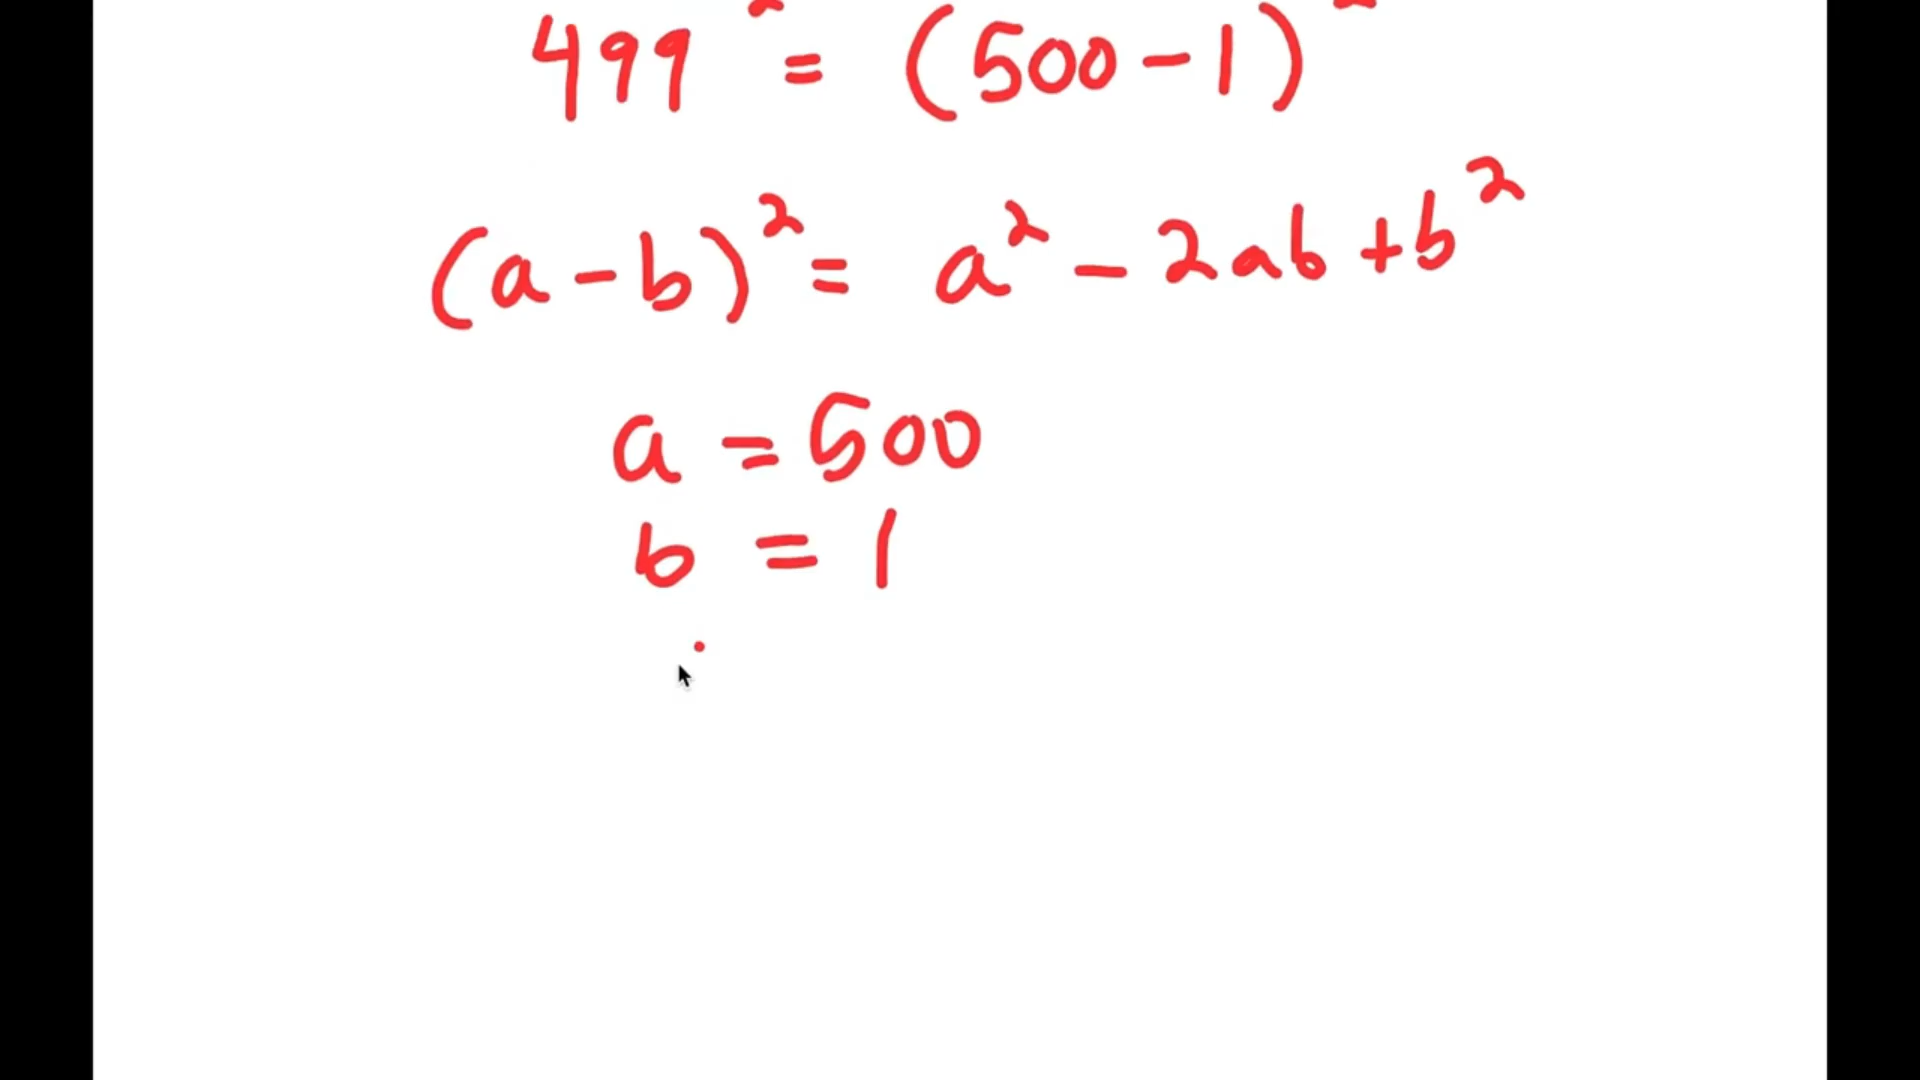 499² = (500-1)²
(a-b)² = a² - 2ab + b²
a = 500
b = 1